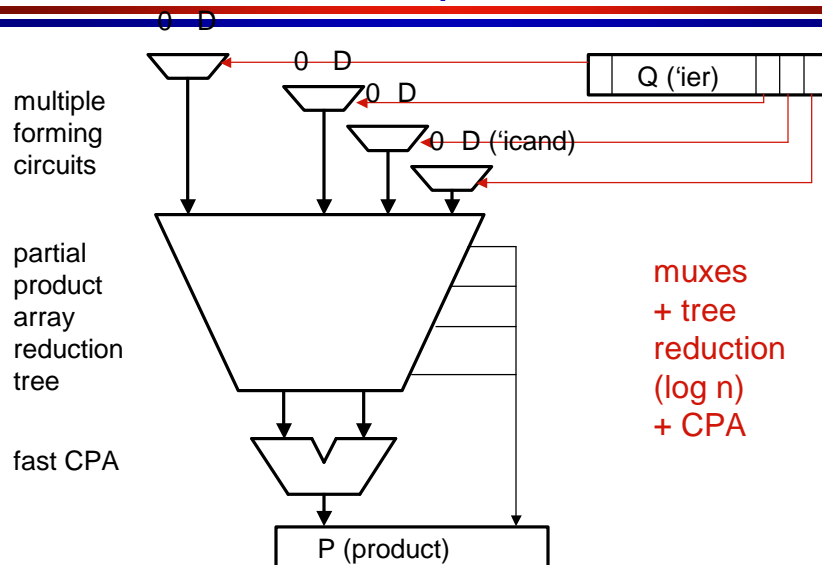 0 D
0 D
0 D
0 D (‘icand)
Q (‘ier)
multiple
forming
circuits
partial
product
array
reduction
tree
muxes
+ tree
reduction
(log n)
+ CPA
fast CPA
P (product)